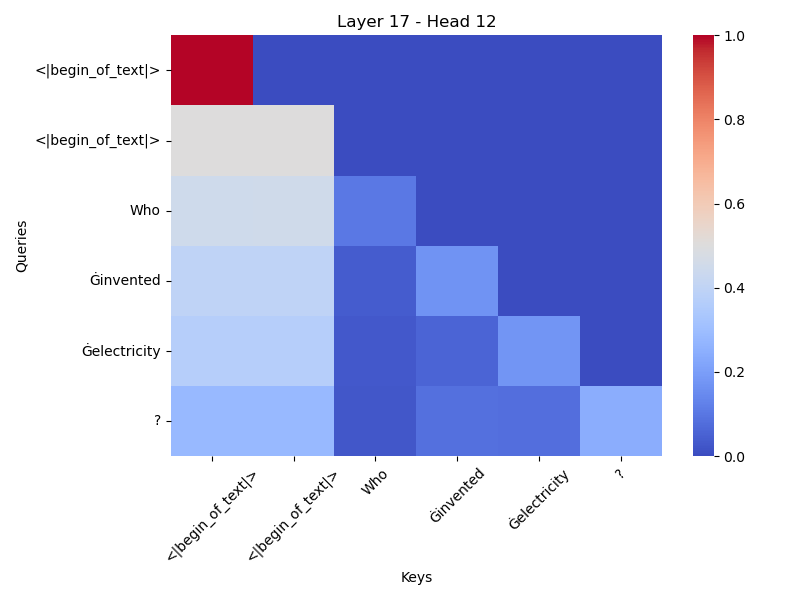 Layer 17 - Head 12
<|begin_of_text|>
<|begin_of_text|>
Who
Ġinvented
Ġelectricity
?
Queries
<|begin_of_text|>
<|begin_of_text|>
Who
Ġinvented
Ġelectricity
?
Keys
1.0
0.8
0.6
0.4
0.2
0.0